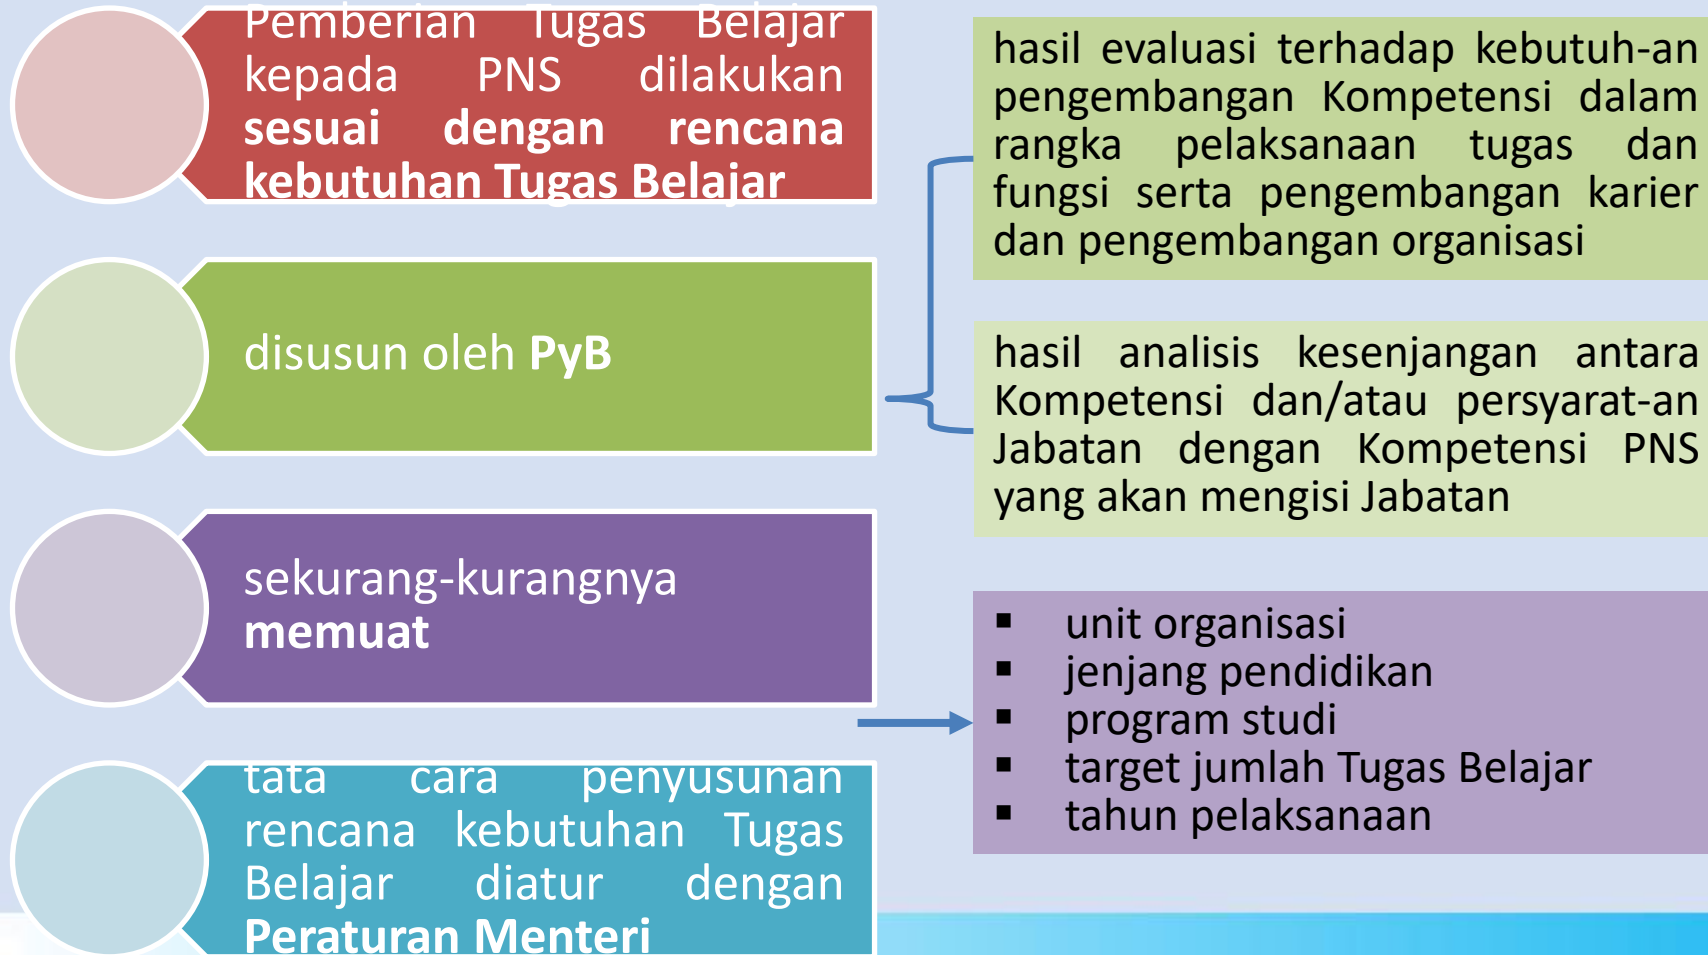 Pemberian Tugas Belajar
kepada PNS dilakukan
sesuai dengan rencana
kebutuhan Tugas Belajar
disusun oleh PyB
sekurang-kurangnya
memuat
tata cara penyusunan
rencana kebutuhan Tugas
Belajar diatur dengan
Peraturan Menteri
hasil evaluasi terhadap kebutuh-an
pengembangan Kompetensi dalam
rangka pelaksanaan tugas dan
fungsi serta pengembangan karier
dan pengembangan organisasi
hasil analisis kesenjangan antara
Kompetensi dan/atau persyarat-an
Jabatan dengan Kompetensi PNS
yang akan mengisi Jabatan
▪ unit organisasi
▪ jenjang pendidikan
▪ program studi
▪ target jumlah Tugas Belajar
▪ tahun pelaksanaan